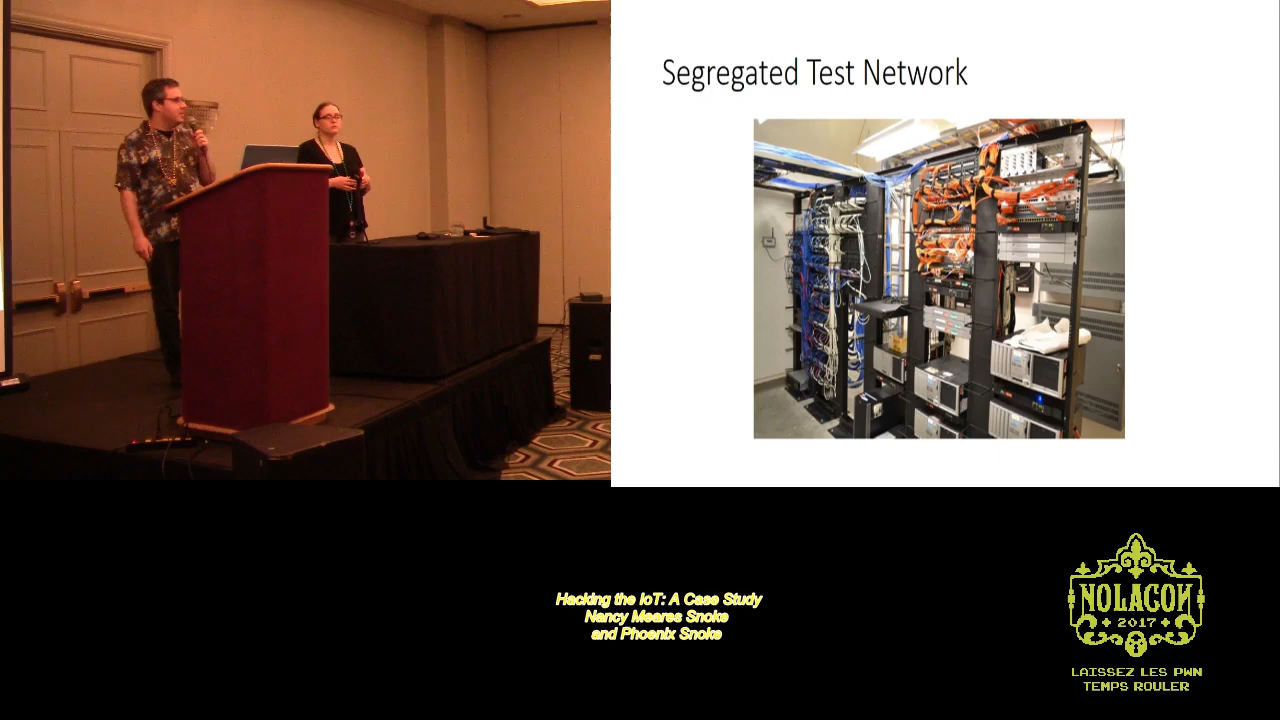 Segregated Test Network
Hacking the IoT: A Case Study
Nancy Meares Snoke
and Phoenix Snoke
NOLACON
2017
LAISSEZ LES PWN
TEMPS ROULER